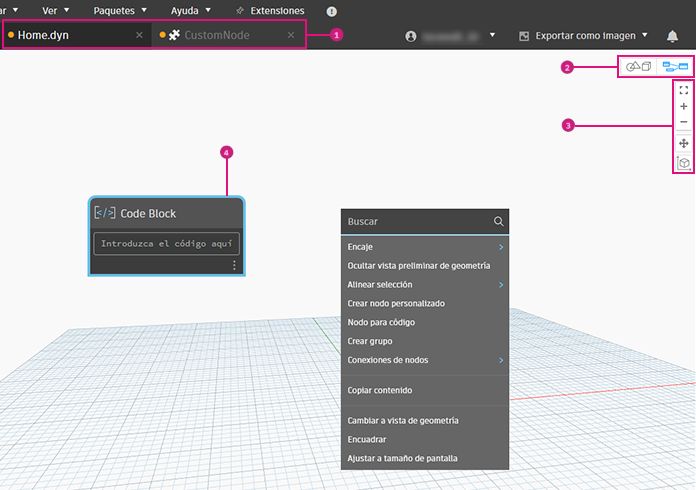 ar Ver Paquetes Ayuda Extensiones !
Home.dyn × CustomNode × 1 Exportar como Imagen
2
3
4
[</>] Code Block
Introduzca el código aquí
Buscar
Encaje >
Ocultar vista preliminar de geometría
Alinear selección >
Crear nodo personalizado
Nodo para código
Crear grupo
Conexiones de nodos >
Copiar contenido
Cambiar a vista de geometría
Encuadrar
Ajustar a tamaño de pantalla